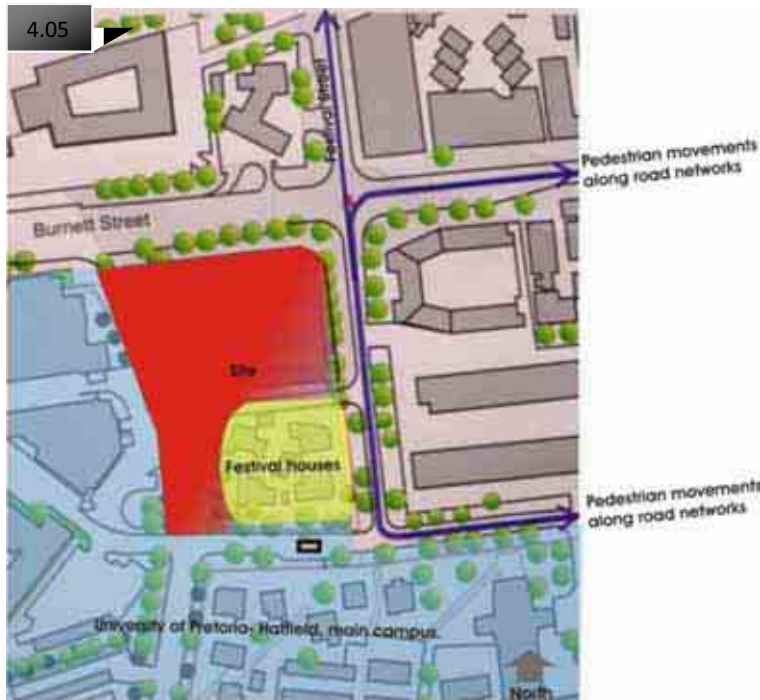 4.05
Festival Street
Pedestrian movements
along road networks
Burnett Street
Site
Festival houses
Pedestrian movements
along road networks
University of Pretoria- Hatfield, main campus.
North